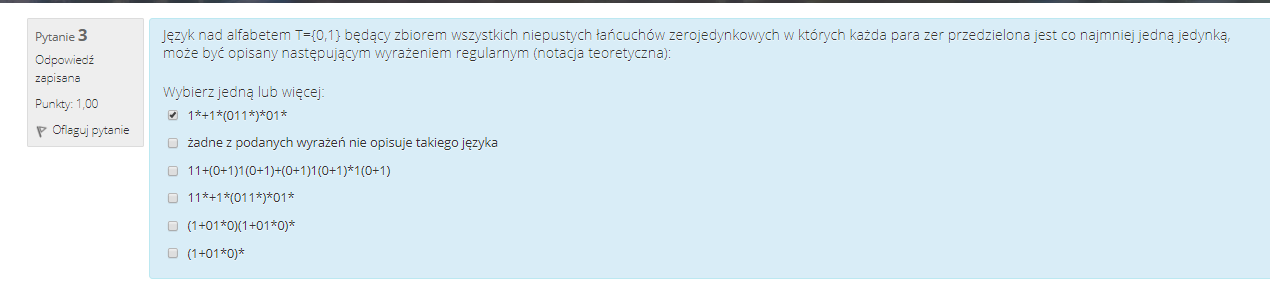 Pytanie 3
Odpowiedź
zapisana
Punkty: 1,00
Oflaguj pytanie
Język nad alfabetem T={0,1} będący zbiorem wszystkich niepustych łańcuchów zerojedynkowych w których każda para zer przedzielona jest co najmniej jedną jedynką,
może być opisany następującym wyrażeniem regularnym (notacja teoretyczna):
Wybierz jedną lub więcej:
1*+1*(011*)*01*
żadne z podanych wyrażeń nie opisuje takiego języka
11+(0+1)1(0+1)+(0+1)1(0+1)*1(0+1)
11*+1*(011*)*01*
(1+01*0)(1+01*0)*
(1+01*0)*